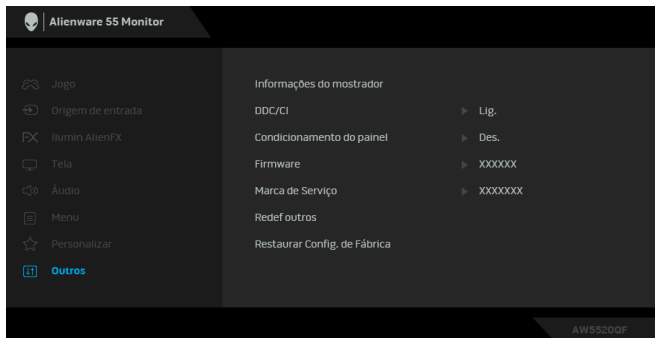 Alienware 55 Monitor
Jogo
Origem de entrada
Ilumin AlienFX
Tela
Áudio
Menu
Personalizar
Outros
Informações do mostrador
DDC/CI Lig.
Condicionamento do painel Des.
Firmware XXXXXX
Marca de Serviço XXXXXXX
Redef outros
Restaurar Config. de Fábrica
AW5520QF